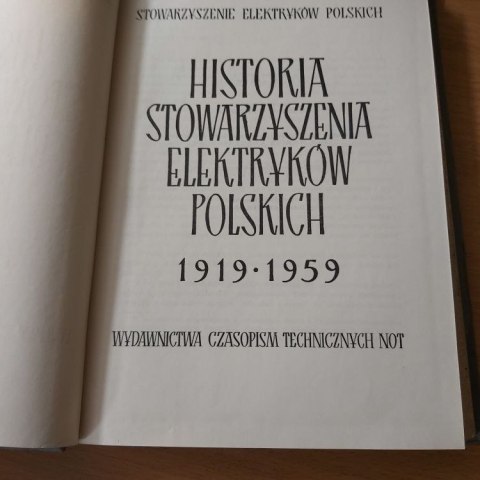 STOWARZYSZENIE ELEKTRYKÓW POLSKICH
HISTORIA
STOWARZYSZENIA
ELEKTRYKÓW
POLSKICH
1919·1959
WYDAWNICTWA CZASOPISM TECHNICZNYCH NOT